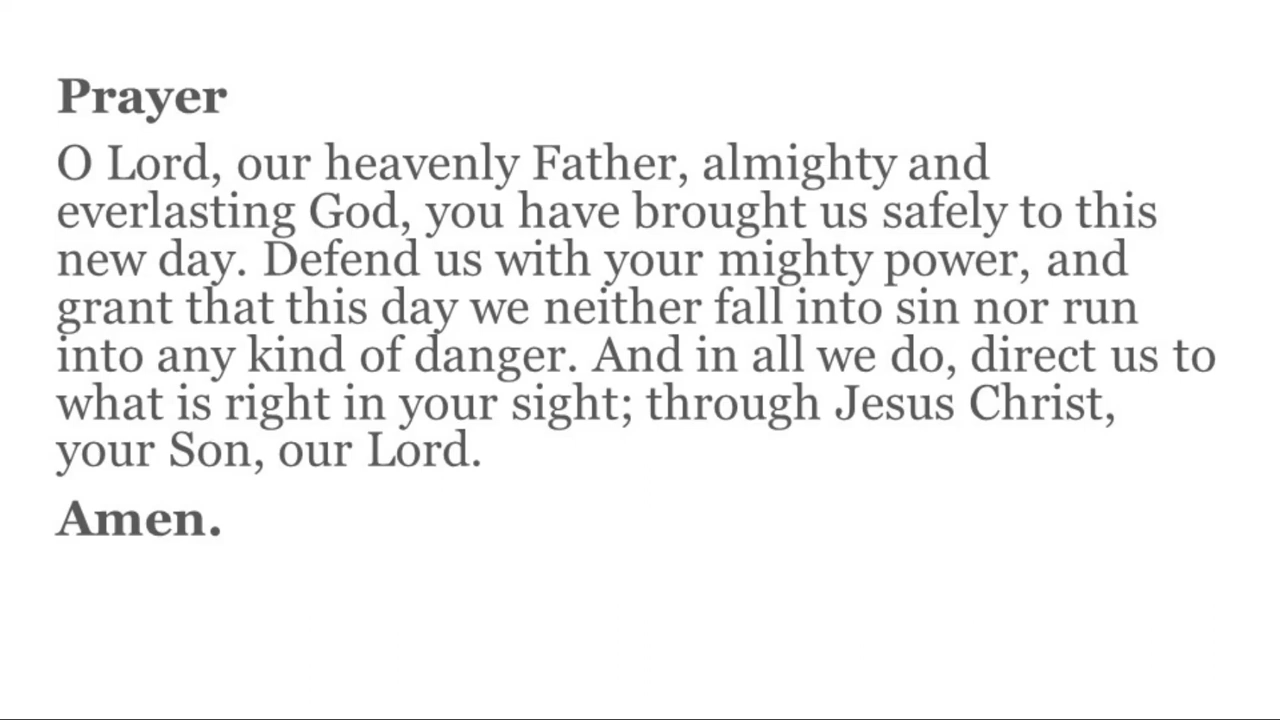 Prayer
O Lord, our heavenly Father, almighty and
everlasting God, you have brought us safely to this
new day. Defend us with your mighty power, and
grant that this day we neither fall into sin nor run
into any kind of danger. And in all we do, direct us to
what is right in your sight; through Jesus Christ,
your Son, our Lord.
Amen.